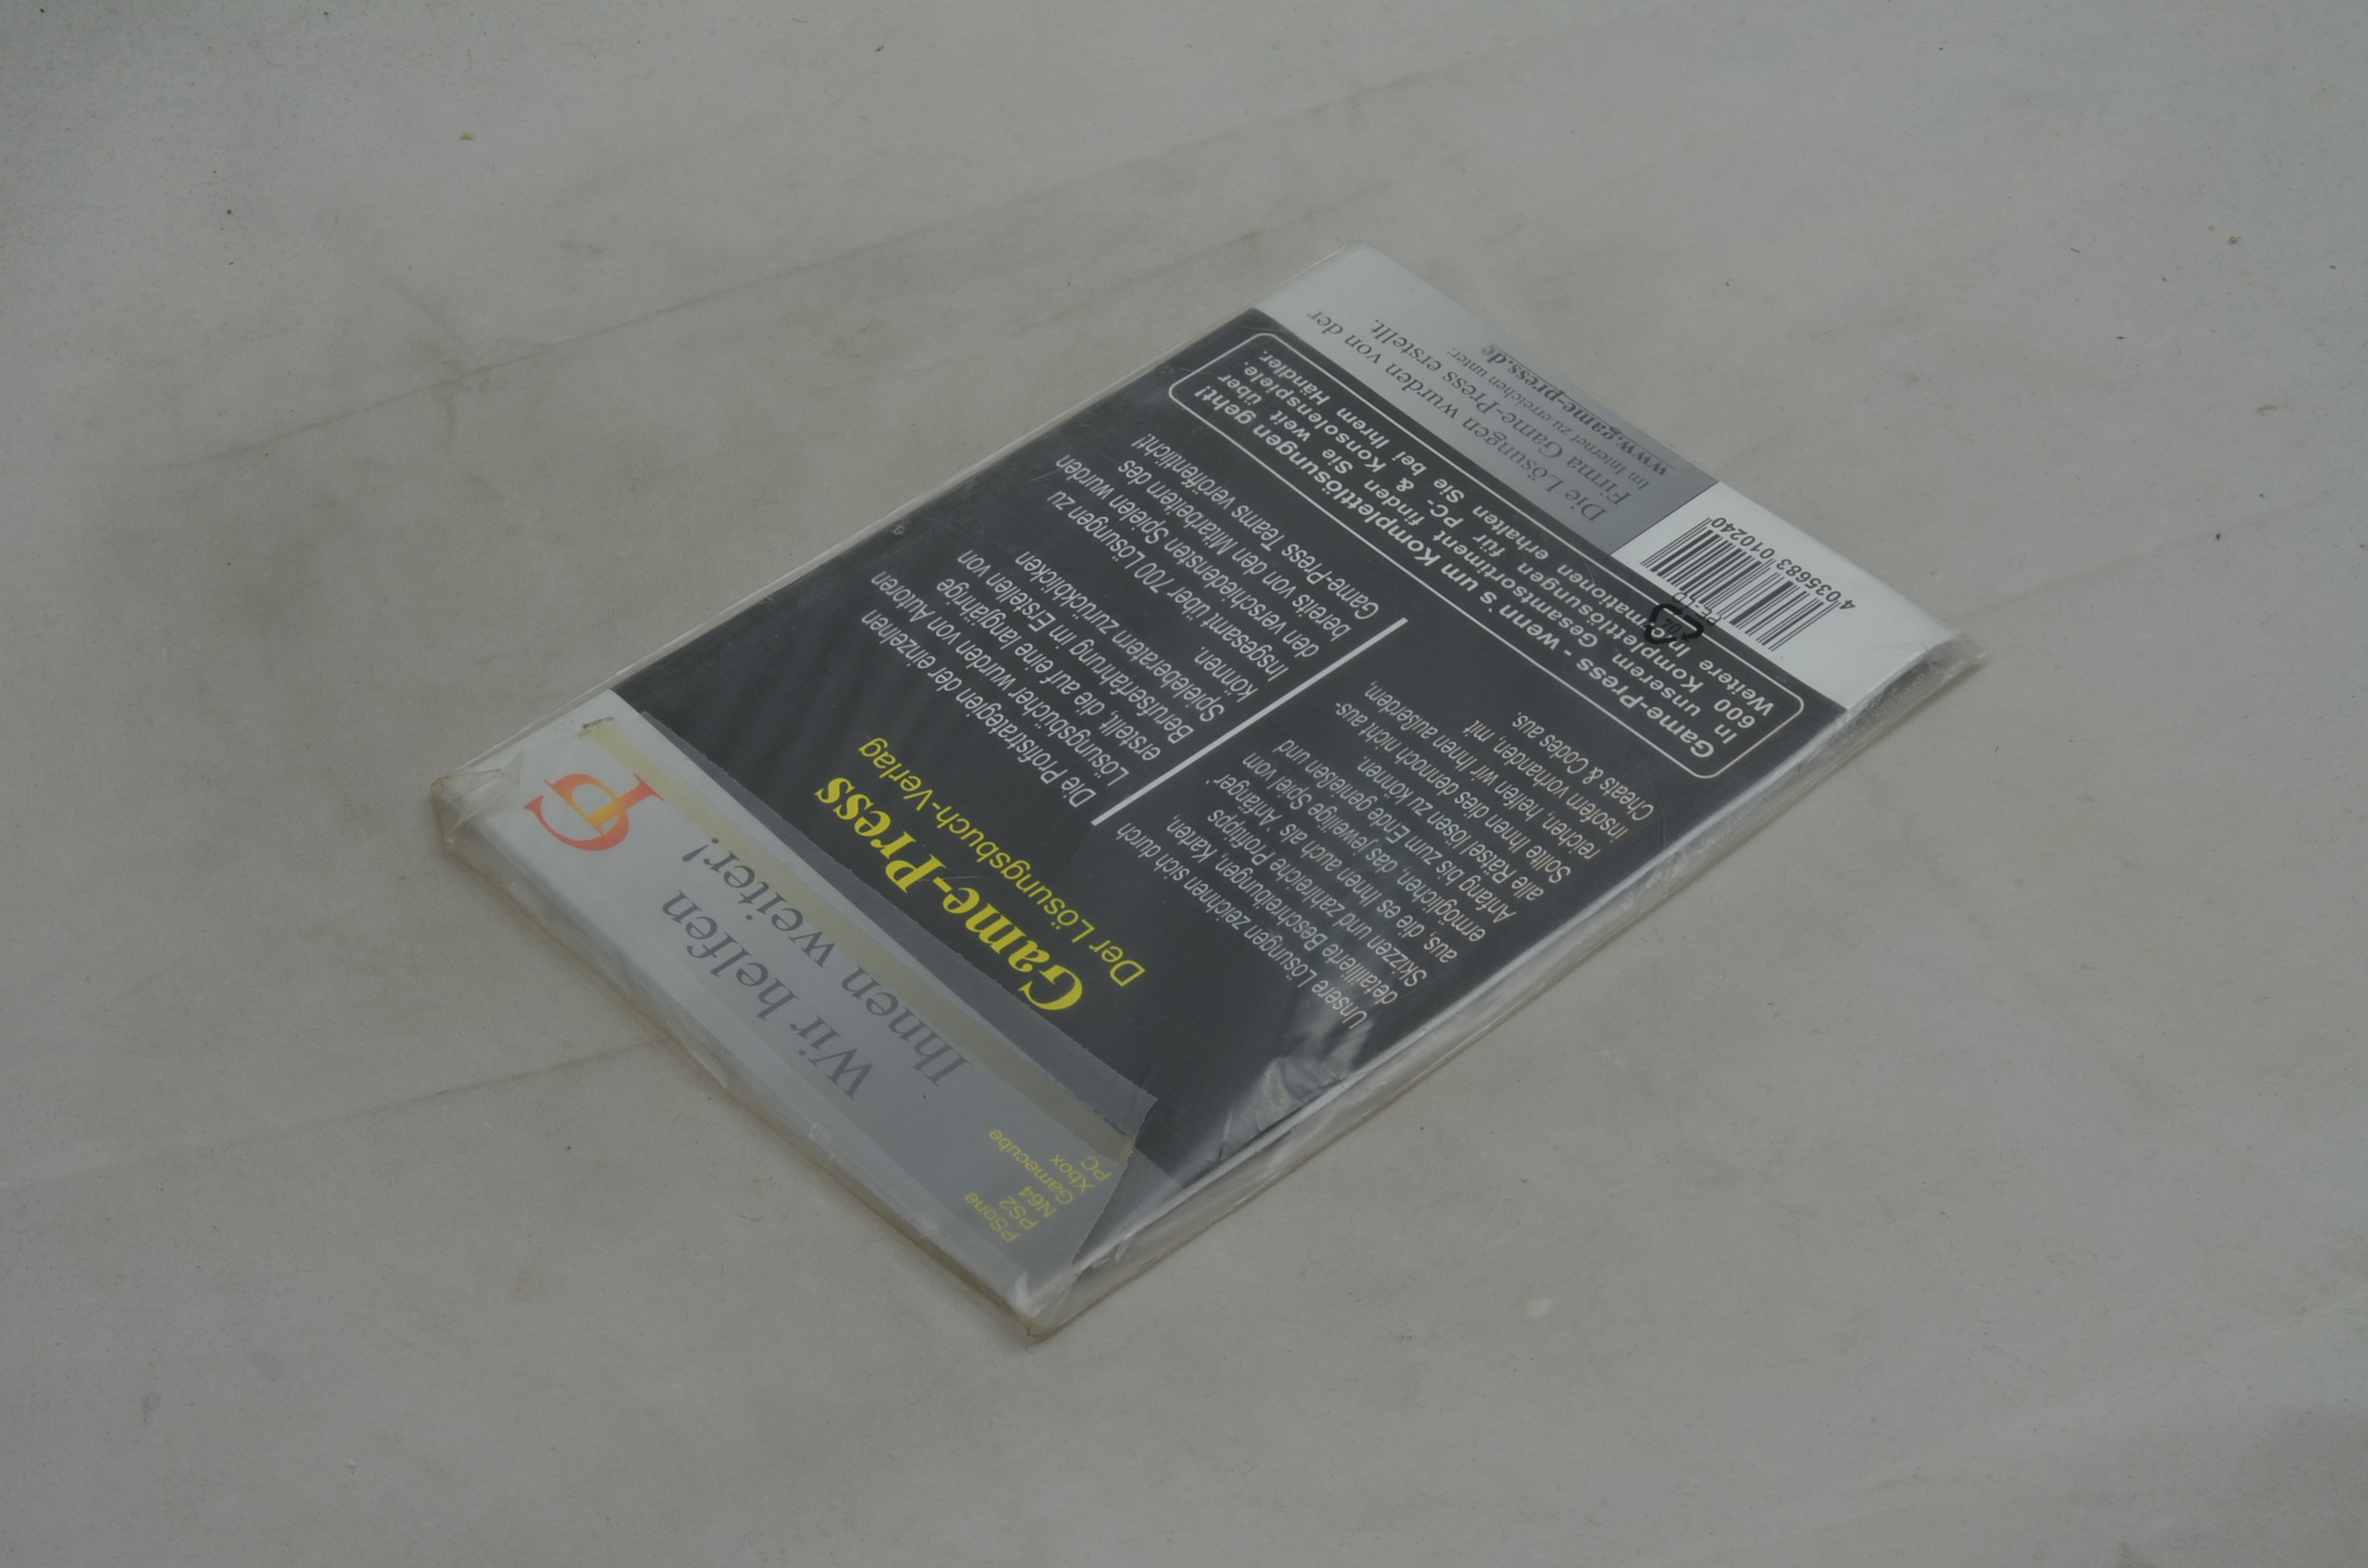 GP
Wir helfen
Ihnen weiter!
PSone
PS2
N64
Gamecube
Xbox
PC
Game-Press
Der Lösungsbuch-Verlag
Die Profistrategien der einzelnen
Lösungsbücher wurden von Autoren
erstellt, die auf eine langjährige
Berufserfahrung im Erstellen von
Spieleberatern zurückblicken
können.
Insgesamt über 700 Lösungen zu
den verschiedensten Spielen wurden
bereits von den Mitarbeitern des
Game-Press Teams veröffentlicht!
Unsere Lösungen zeichnen sich durch
detaillierte Beschreibungen, Karten,
Skizzen und zahlreiche Profitipps
aus, die es Ihnen auch als "Anfänger"
ermöglichen, das jeweilige Spiel vom
Anfang bis zum Ende genießen und
alle Rätsel lösen zu können.
Sollte Ihnen dies dennoch nicht aus-
reichen, helfen wir Ihnen außerdem,
insofern vorhanden, mit
Cheats & Codes aus.
Game-Press - wenn`s um Komplettlösungen geht!
In unserem Gesamtsortiment finden Sie weit über
600 Komplettlösungen für PC- & Konsolenspiele.
Weitere Informationen erhalten Sie bei Ihrem Händler.
PE-LD
04
Die Lösungen wurden von der
Firma Game-Press erstellt.
Im Internet zu erreichen unter:
www.game-press.de
4 035683 010240